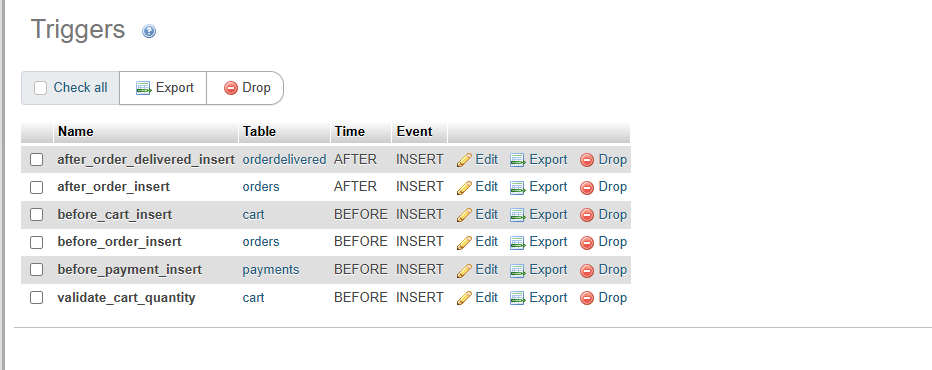 Triggers
Check all Export Drop
Name Table Time Event
after_order_delivered_insert orderdelivered AFTER INSERT Edit Export Drop
after_order_insert orders AFTER INSERT Edit Export Drop
before_cart_insert cart BEFORE INSERT Edit Export Drop
before_order_insert orders BEFORE INSERT Edit Export Drop
before_payment_insert payments BEFORE INSERT Edit Export Drop
validate_cart_quantity cart BEFORE INSERT Edit Export Drop